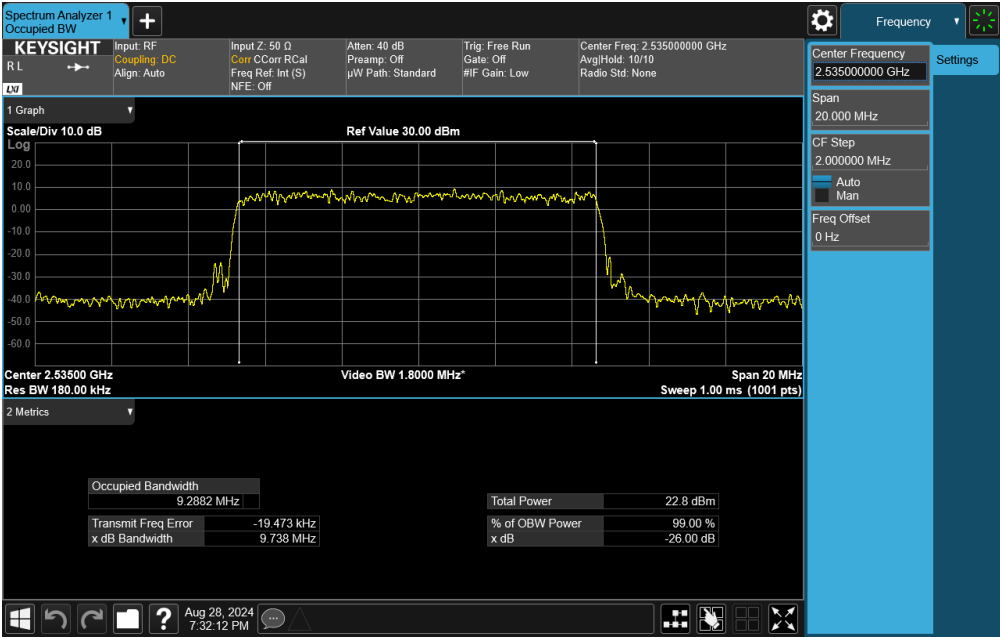 Spectrum Analyzer 1
Occupied BW
Frequency
KEYSIGHT
R L
LXI
Input: RF
Coupling: DC
Align: Auto
Input Z: 50 Ω
Corr CCorr RCal
Freq Ref: Int (S)
NFE: Off
Atten: 40 dB
Preamp: Off
µW Path: Standard
Trig: Free Run
Gate: Off
#IF Gain: Low
Center Freq: 2.535000000 GHz
Avg|Hold: 10/10
Radio Std: None
Center Frequency
2.535000000 GHz
Settings
Span
20.000 MHz
CF Step
2.000000 MHz
Auto
Man
Freq Offset
0 Hz
1 Graph
Scale/Div 10.0 dB
Ref Value 30.00 dBm
Log
20.0
10.0
0.00
-10.0
-20.0
-30.0
-40.0
-50.0
-60.0
Center 2.53500 GHz
Video BW 1.8000 MHz*
Span 20 MHz
Res BW 180.00 kHz
Sweep 1.00 ms (1001 pts)
2 Metrics
Occupied Bandwidth
9.2882 MHz
Transmit Freq Error -19.473 kHz
x dB Bandwidth 9.738 MHz
Total Power 22.8 dBm
% of OBW Power 99.00 %
x dB -26.00 dB
?
Aug 28, 2024
7:32:12 PM